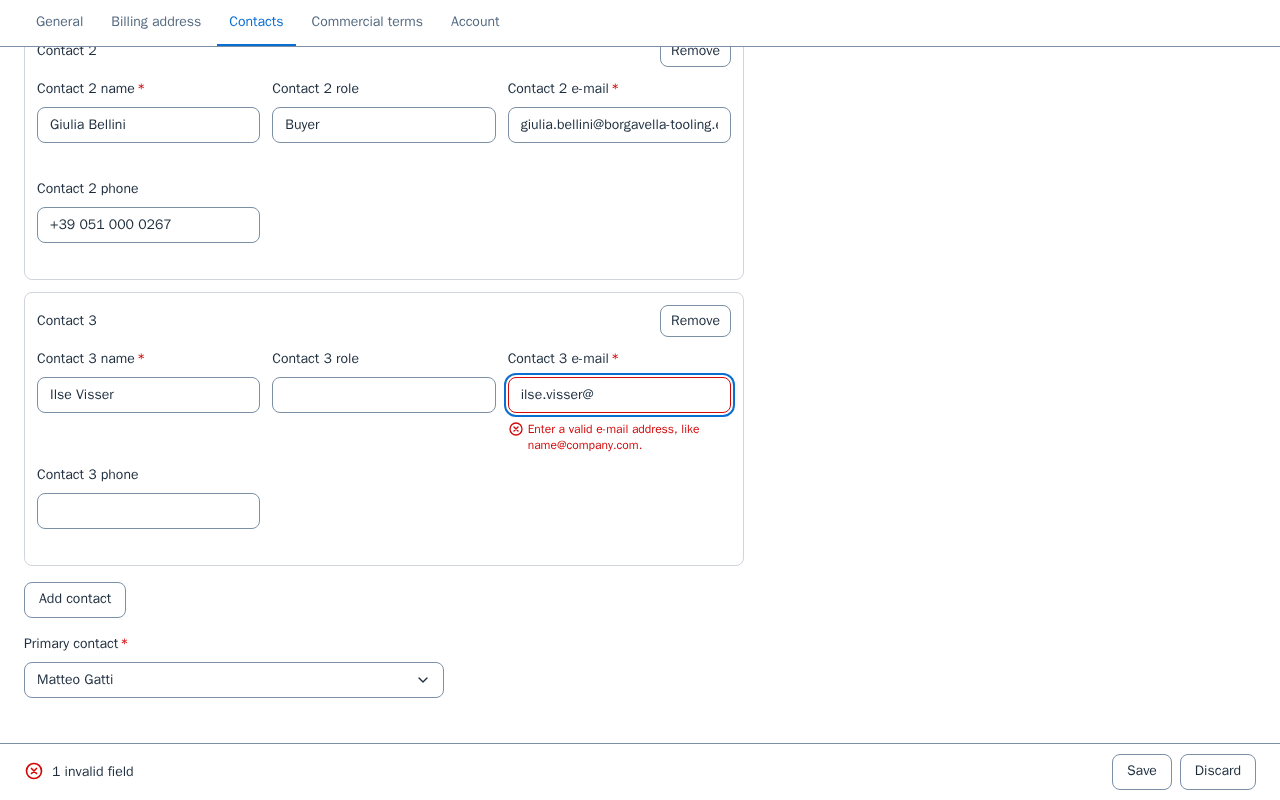 General Billing address Contacts Commercial terms Account
Contact 2 Remove
Contact 2 name * Contact 2 role Contact 2 e-mail *
Giulia Bellini Buyer giulia.bellini@borgavella-tooling.
Contact 2 phone
+39 051 000 0267
Contact 3 Remove
Contact 3 name * Contact 3 role Contact 3 e-mail *
Ilse Visser ilse.visser@
Enter a valid e-mail address, like
name@company.com.
Contact 3 phone
Add contact
Primary contact *
Matteo Gatti
1 invalid field Save Discard